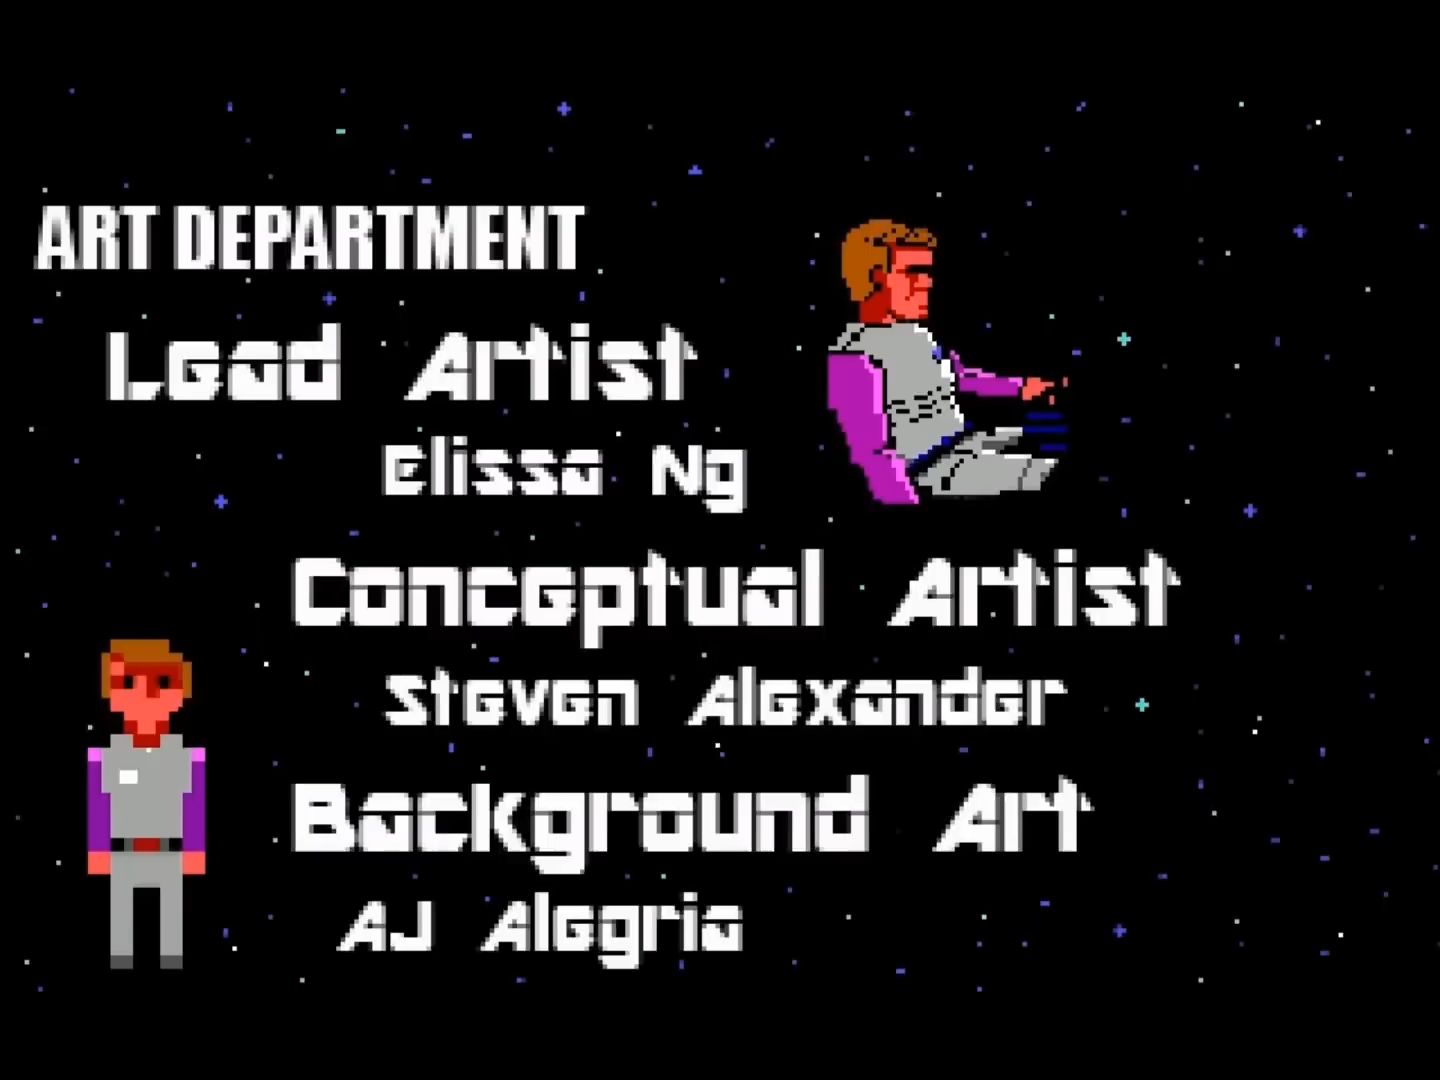 ART DEPARTMENT
Lead Artist
Elissa Ng
Conceptual Artist
Steven Alexander
Background Art
AJ Alegria